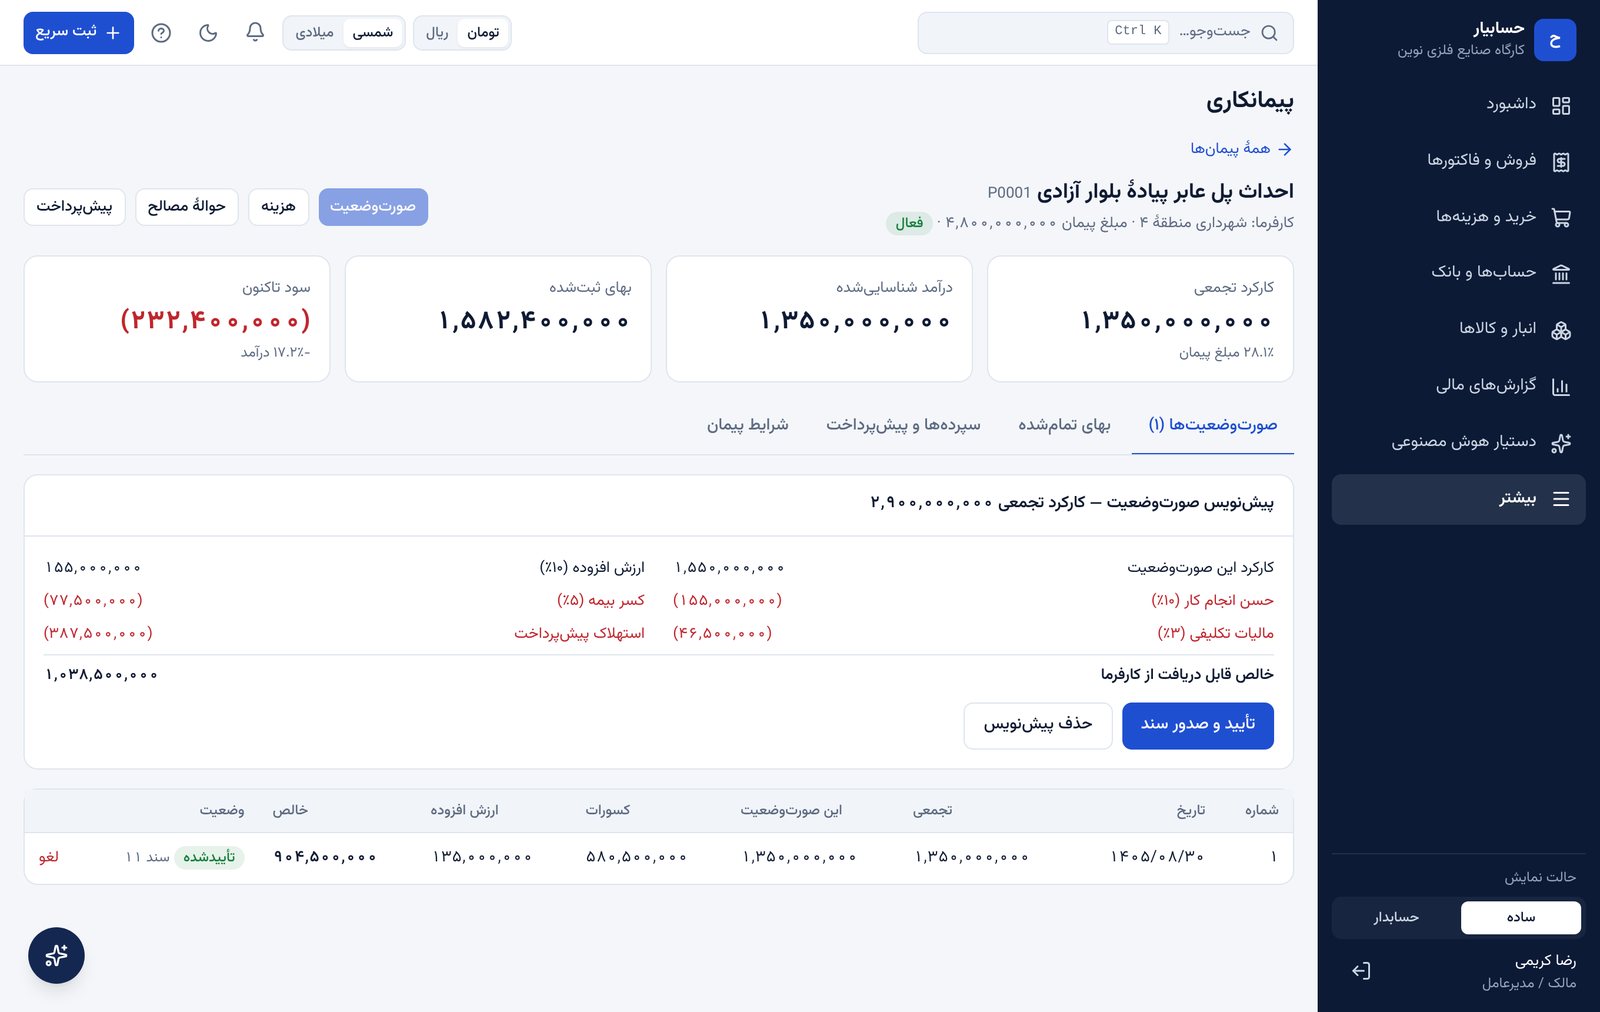 ح
حسابیار
کارگاه صنایع فلزی نوین
داشبورد
فروش و فاکتورها
خرید و هزینه‌ها
حساب‌ها و بانک
انبار و کالاها
گزارش‌های مالی
دستیار هوش مصنوعی
بیشتر
حالت نمایش
ساده
حسابدار
رضا کریمی
مالک / مدیرعامل
جست‌وجو... Ctrl K
تومان ریال
شمسی میلادی
ثبت سریع
پیمانکاری
همهٔ پیمان‌ها
احداث پل عابر پیادهٔ بلوار آزادی P0001
کارفرما: شهرداری منطقهٔ ۴ · مبلغ پیمان ۴,۸۰۰,۰۰۰,۰۰۰ · فعال
صورت‌وضعیت هزینه حوالهٔ مصالح پیش‌پرداخت
کارکرد تجمعی
۱,۳۵۰,۰۰۰,۰۰۰
۲۸.۱٪ مبلغ پیمان
درآمد شناسایی‌شده
۱,۳۵۰,۰۰۰,۰۰۰
بهای ثبت‌شده
۱,۵۸۲,۴۰۰,۰۰۰
سود تاکنون
(۲۳۲,۴۰۰,۰۰۰)
-۱۷.۲٪ درآمد
صورت‌وضعیت‌ها (۱) بهای تمام‌شده سپرده‌ها و پیش‌پرداخت شرایط پیمان
پیش‌نویس صورت‌وضعیت — کارکرد تجمعی ۲,۹۰۰,۰۰۰,۰۰۰
کارکرد این صورت‌وضعیت ۱,۵۵۰,۰۰۰,۰۰۰ ارزش افزوده (۱۰٪) ۱۵۵,۰۰۰,۰۰۰
حسن انجام کار (۱۰٪) (۱۵۵,۰۰۰,۰۰۰) کسر بیمه (۵٪) (۷۷,۵۰۰,۰۰۰)
مالیات تکلیفی (۳٪) (۴۶,۵۰۰,۰۰۰) استهلاک پیش‌پرداخت (۳۸۷,۵۰۰,۰۰۰)
خالص قابل دریافت از کارفرما ۱,۰۳۸,۵۰۰,۰۰۰
تأیید و صدور سند حذف پیش‌نویس
شماره تاریخ تجمعی این صورت‌وضعیت کسورات ارزش افزوده خالص وضعیت
۱ ۱۴۰۵/۰۸/۳۰ ۱,۳۵۰,۰۰۰,۰۰۰ ۱,۳۵۰,۰۰۰,۰۰۰ ۵۸۰,۵۰۰,۰۰۰ ۱۳۵,۰۰۰,۰۰۰ ۹۰۴,۵۰۰,۰۰۰ تأییدشده سند ۱۱ لغو